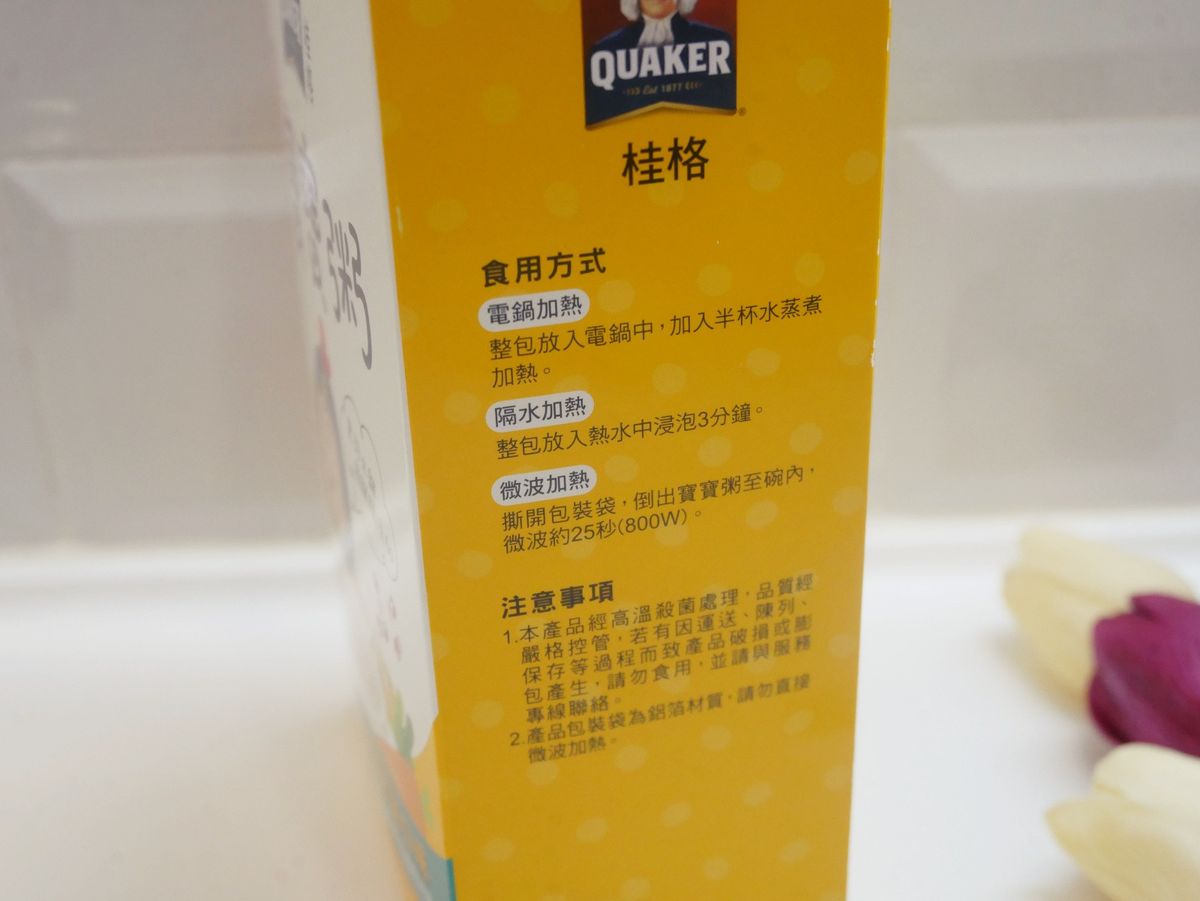 QUAKER
Est 1877
桂格
粥
食用方式
電鍋加熱
整包放入電鍋中，加入半杯水蒸煮
加熱。
隔水加熱
整包放入熱水中浸泡3分鐘。
微波加熱
撕開包裝袋，倒出寶寶粥至碗內，
微波約25秒(800W)。
注意事項
1.本產品經高溫殺菌處理，品質經
嚴格控管，若有因運送、陳列、
保存等過程而致產品破損或膨
包產生，請勿食用，並請與服務
專線聯絡。
2.產品包裝袋為鋁箔材質，請勿直接
微波加熱。